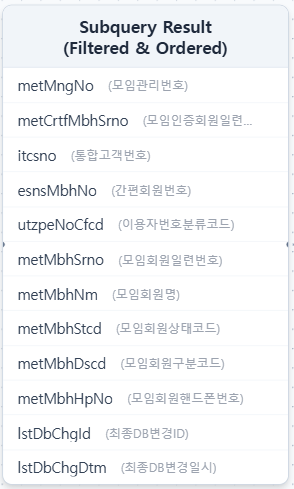 Subquery Result
(Filtered & Ordered)
metMngNo (모임관리번호)
metCrtfMbhSrno (모임인증회원일련...
itcsno (통합고객번호)
esnsMbhNo (간편회원번호)
utzpeNoCfcd (이용자번호분류코드)
metMbhSrno (모임회원일련번호)
metMbhNm (모임회원명)
metMbhStcd (모임회원상태코드)
metMbhDscd (모임회원구분코드)
metMbhHpNo (모임회원핸드폰번호)
lstDbChgId (최종DB변경ID)
lstDbChgDtm (최종DB변경일시)